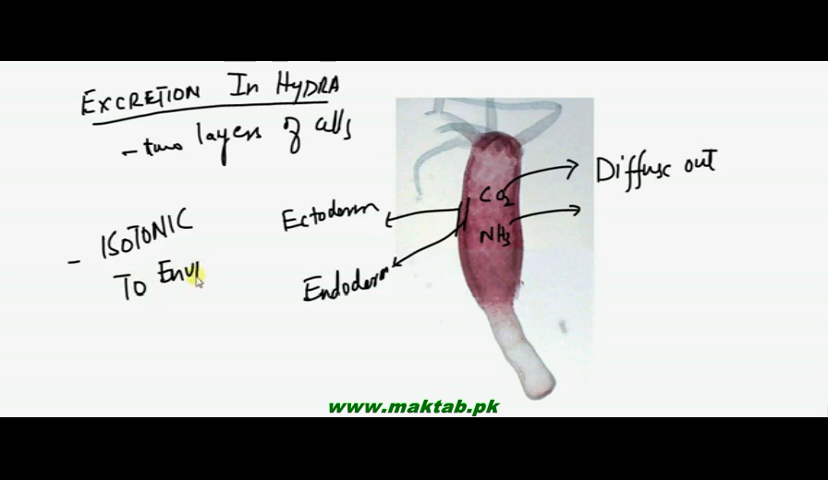 EXCRETION IN HYDRA
- two layers of cells
- ISOTONIC
To Envi
Ectoderm
Endoderm
CO2
NH3
Diffuse out
www.maktab.pk